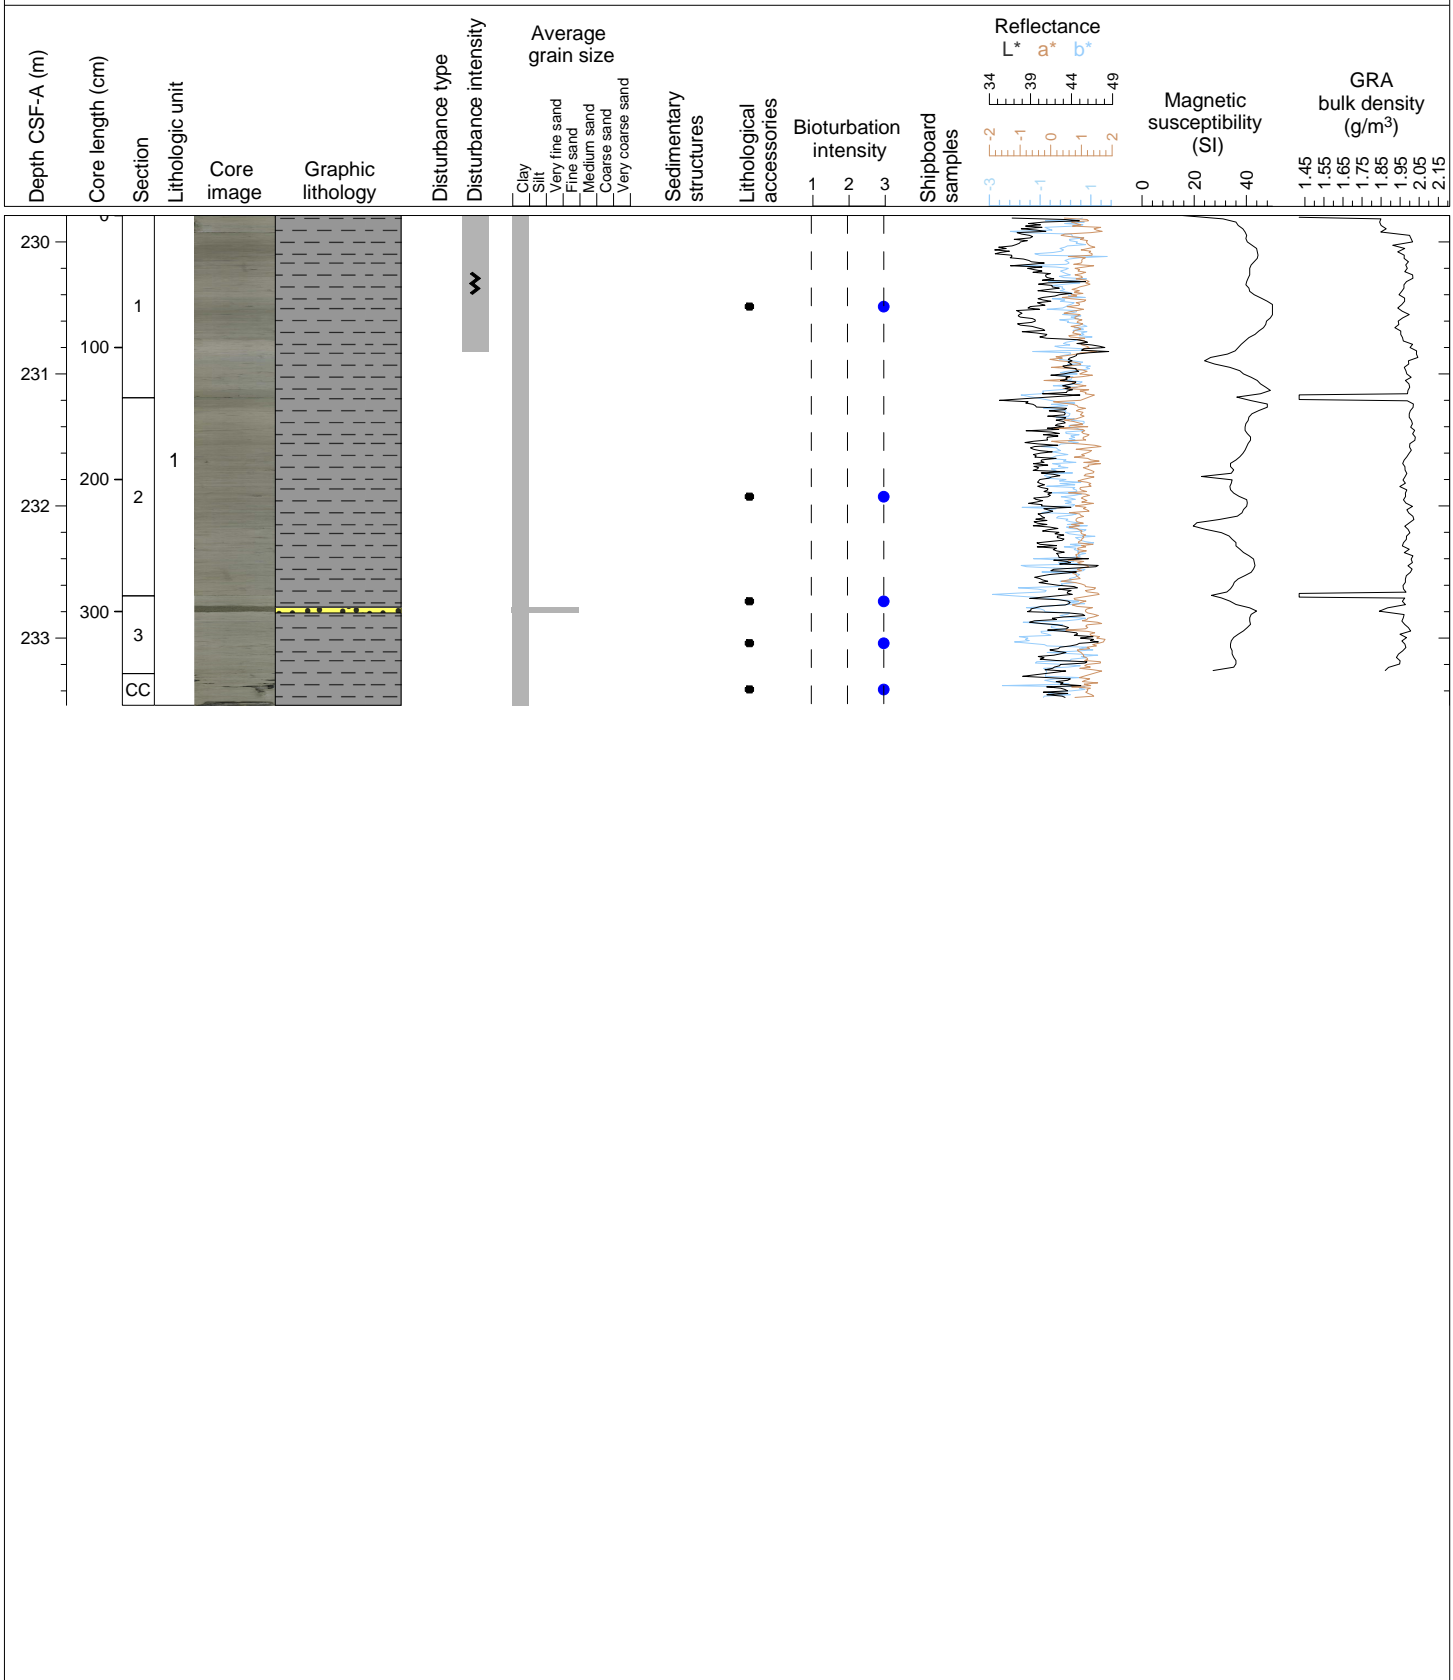 Depth CSF-A (m)
Core length (cm)
Section
Lithologic unit
Core
image
Graphic
lithology
Disturbance type
Disturbance intensity
Average
grain size
Clay
Silt
Very fine sand
Fine sand
Medium sand
Coarse sand
Very coarse sand
Sedimentary
structures
Lithological
accessories
Bioturbation
intensity
1 2 3
Shipboard
samples
Reflectance
L* a* b*
34 39 44 49
-2 -1 0 1 2
-3 -1 1
Magnetic
susceptibility
(SI)
0 20 40
GRA
bulk density
(g/m³)
1.45 1.55 1.65 1.75 1.85 1.95 2.05 2.15
0
230
1
100
231
1
200
2
232
300
3
233
CC